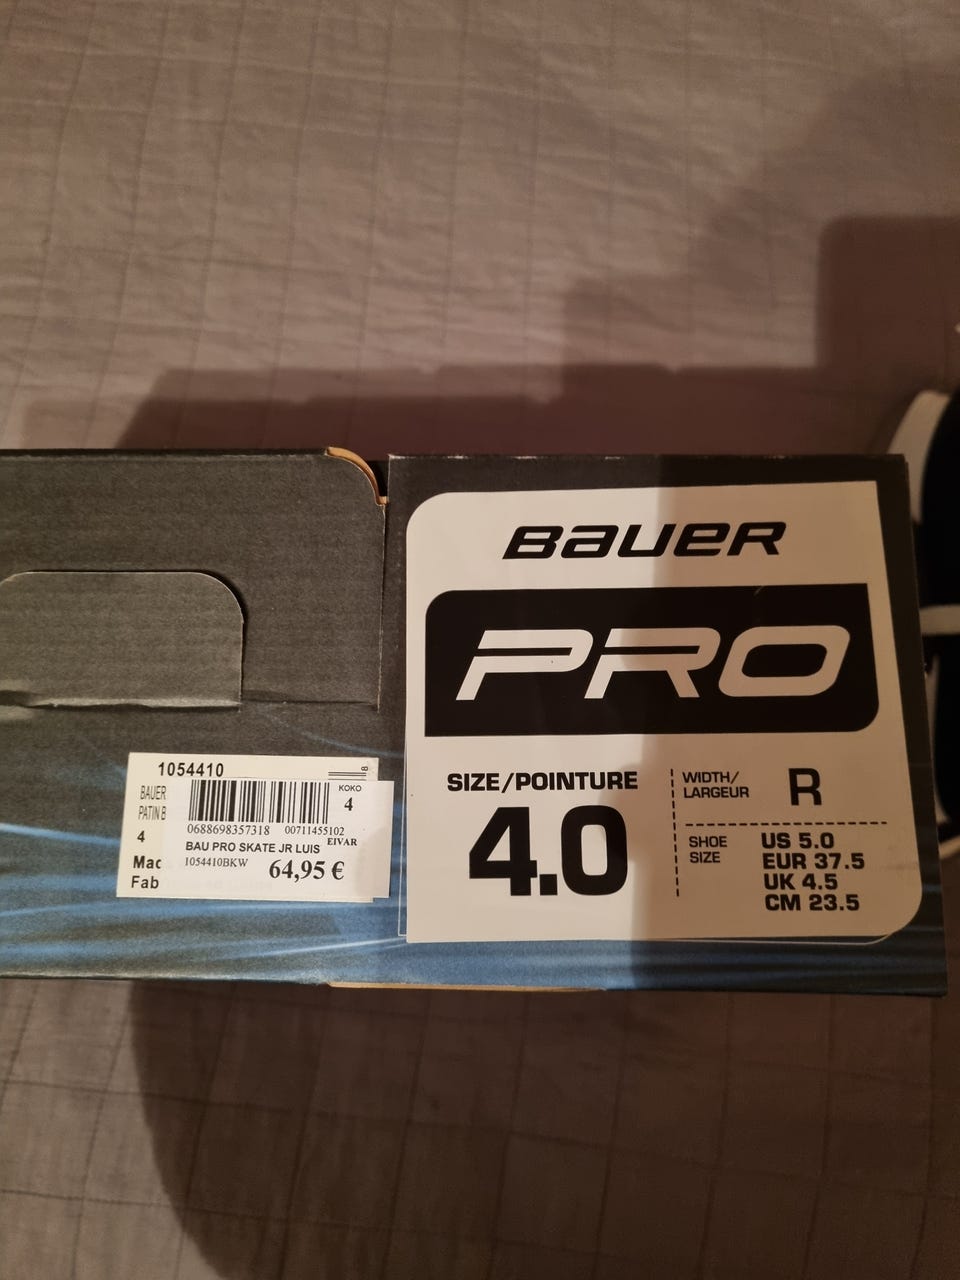 BAUER
PRO
SIZE/POINTURE
4.0
WIDTH/
LARGEUR
R
SHOE
SIZE
US 5.0
EUR 37.5
UK 4.5
CM 23.5
1054410
8
BAUER
PATIN B
4
Mad
Fab
KOKO
4
0688698357318 00711455102
EIVAR
BAU PRO SKATE JR LUIS
1054410BKW
64,95 €